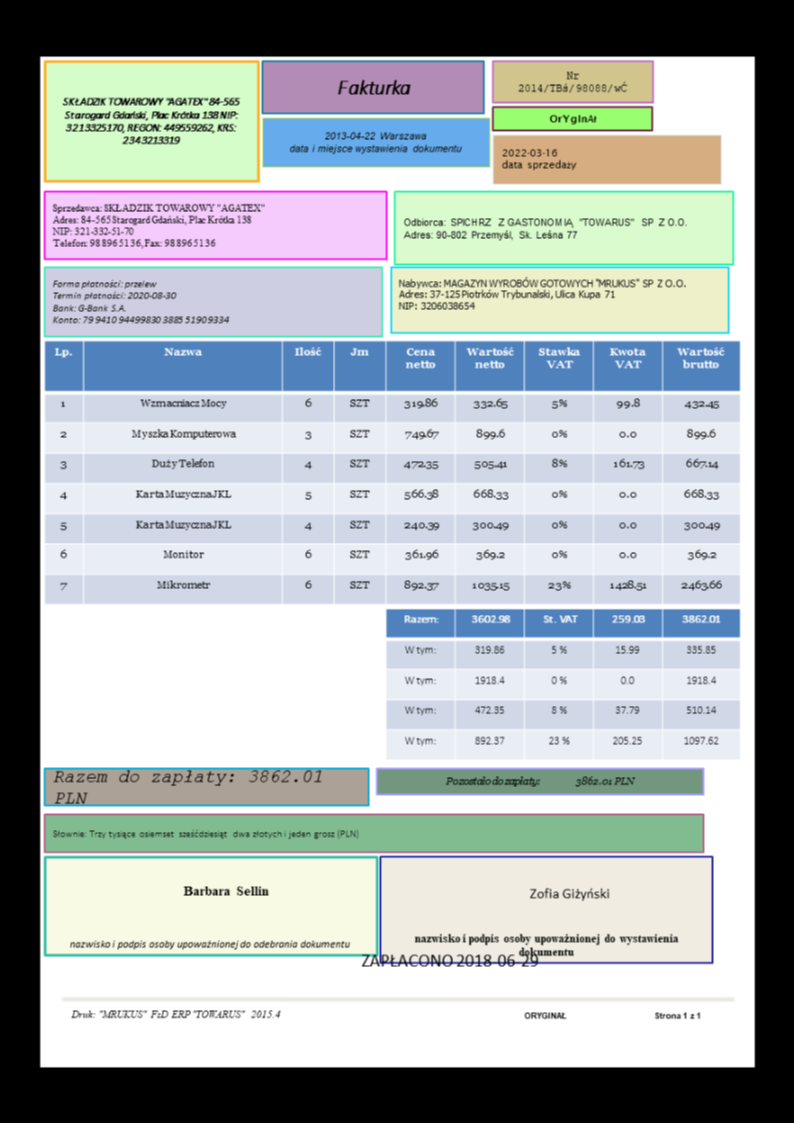 SKŁADZIK TOWAROWY "AGATEX" 84-565
Starogard Gdański, Plac Krótka 138 NIP:
3213325170, REGON: 449559262, KRS:
2343213319
Fakturka
2013-04-22 Warszawa
data i miejsce wystawienia dokumentu
Nr
2014/TBś/98088/wĆ
OrYgInAł
2022-03-16
data sprzedaży
Sprzedawca: SKŁADZIK TOWAROWY "AGATEX"
Adres: 84-565 Starogard Gdański, Plac Krótka 138
NIP: 321-332-51-70
Telefon: 988965136, Fax: 988965136
Odbiorca: SPICHRZ Z GASTONOMIĄ "TOWARUS" SP Z O.O.
Adres: 90-802 Przemyśl, Sk. Leśna 77
Forma płatności: przelew
Termin płatności: 2020-08-30
Bank: G-Bank S.A.
Konto: 79 9410 94499830 3885 51909334
Nabywca: MAGAZYN WYROBÓW GOTOWYCH "MRUKUS" SP Z O.O.
Adres: 37-125 Piotrków Trybunalski, Ulica Kupa 71
NIP: 3206038654
Lp. Nazwa Ilość Jm Cena netto Wartość netto Stawka VAT Kwota VAT Wartość brutto
1 Wzmacniacz Mocy 6 SZT 319.86 332.65 5% 99.8 432.45
2 Myszka Komputerowa 3 SZT 749.67 899.6 0% 0.0 899.6
3 Duży Telefon 4 SZT 472.35 505.41 8% 161.73 667.14
4 Karta Muzyczna JKL 5 SZT 566.38 668.33 0% 0.0 668.33
5 Karta Muzyczna JKL 4 SZT 240.39 300.49 0% 0.0 300.49
6 Monitor 6 SZT 361.96 369.2 0% 0.0 369.2
7 Mikrometr 6 SZT 892.37 1035.15 23% 1428.51 2463.66
Razem: 3602.98 St. VAT 259.03 3862.01
W tym: 319.86 5 % 15.99 335.85
W tym: 1918.4 0 % 0.0 1918.4
W tym: 472.35 8 % 37.79 510.14
W tym: 892.37 23 % 205.25 1097.62
Razem do zapłaty: 3862.01
PLN
Pozostało do zapłaty: 3862.01 PLN
Słownie: Trzy tysiące osiemset sześćdziesiąt dwa złotych i jeden grosz (PLN)
Barbara Sellin
nazwisko i podpis osoby upoważnionej do odebrania dokumentu
Zofia Giżyński
nazwisko i podpis osoby upoważnionej do wystawienia
dokumentu
ZAPŁACONO 2018-06-29
Druk: "MRUKUS" FzD ERP "TOWARUS" 2015.4
ORYGINAŁ
Strona 1 z 1